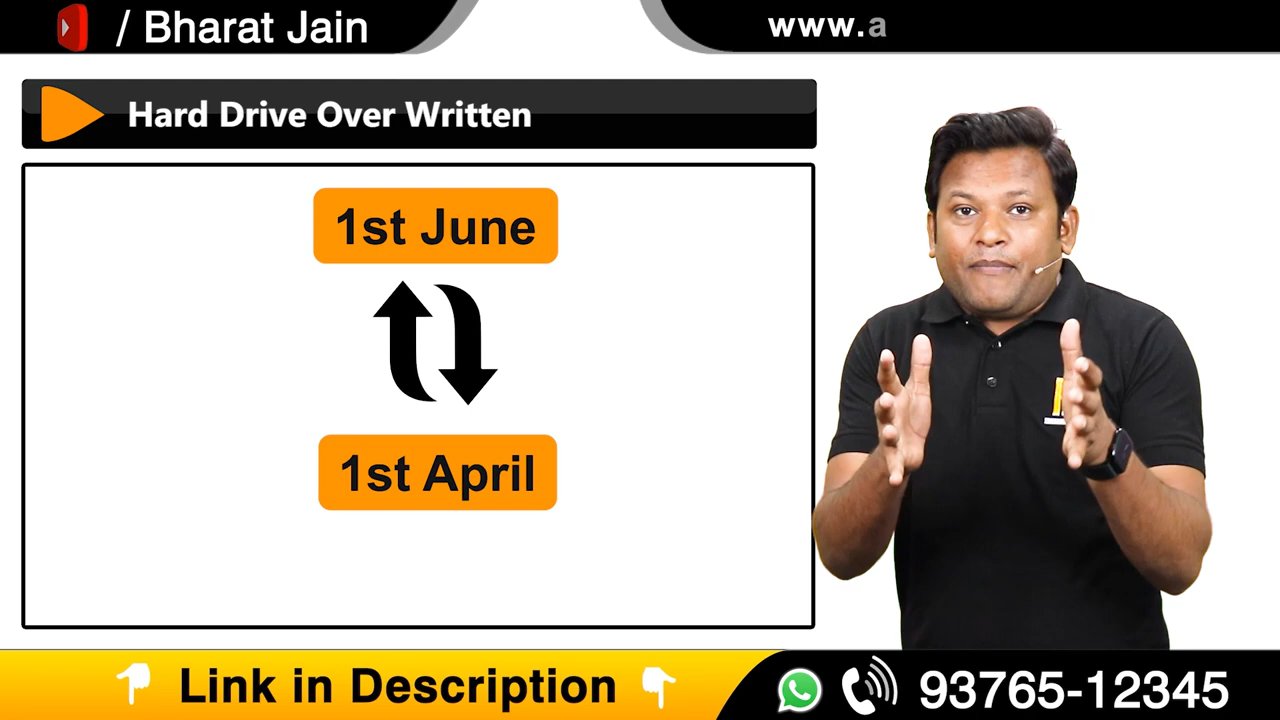 / Bharat Jain
www.a
Hard Drive Over Written
1st June
1st April
Link in Description
93765-12345